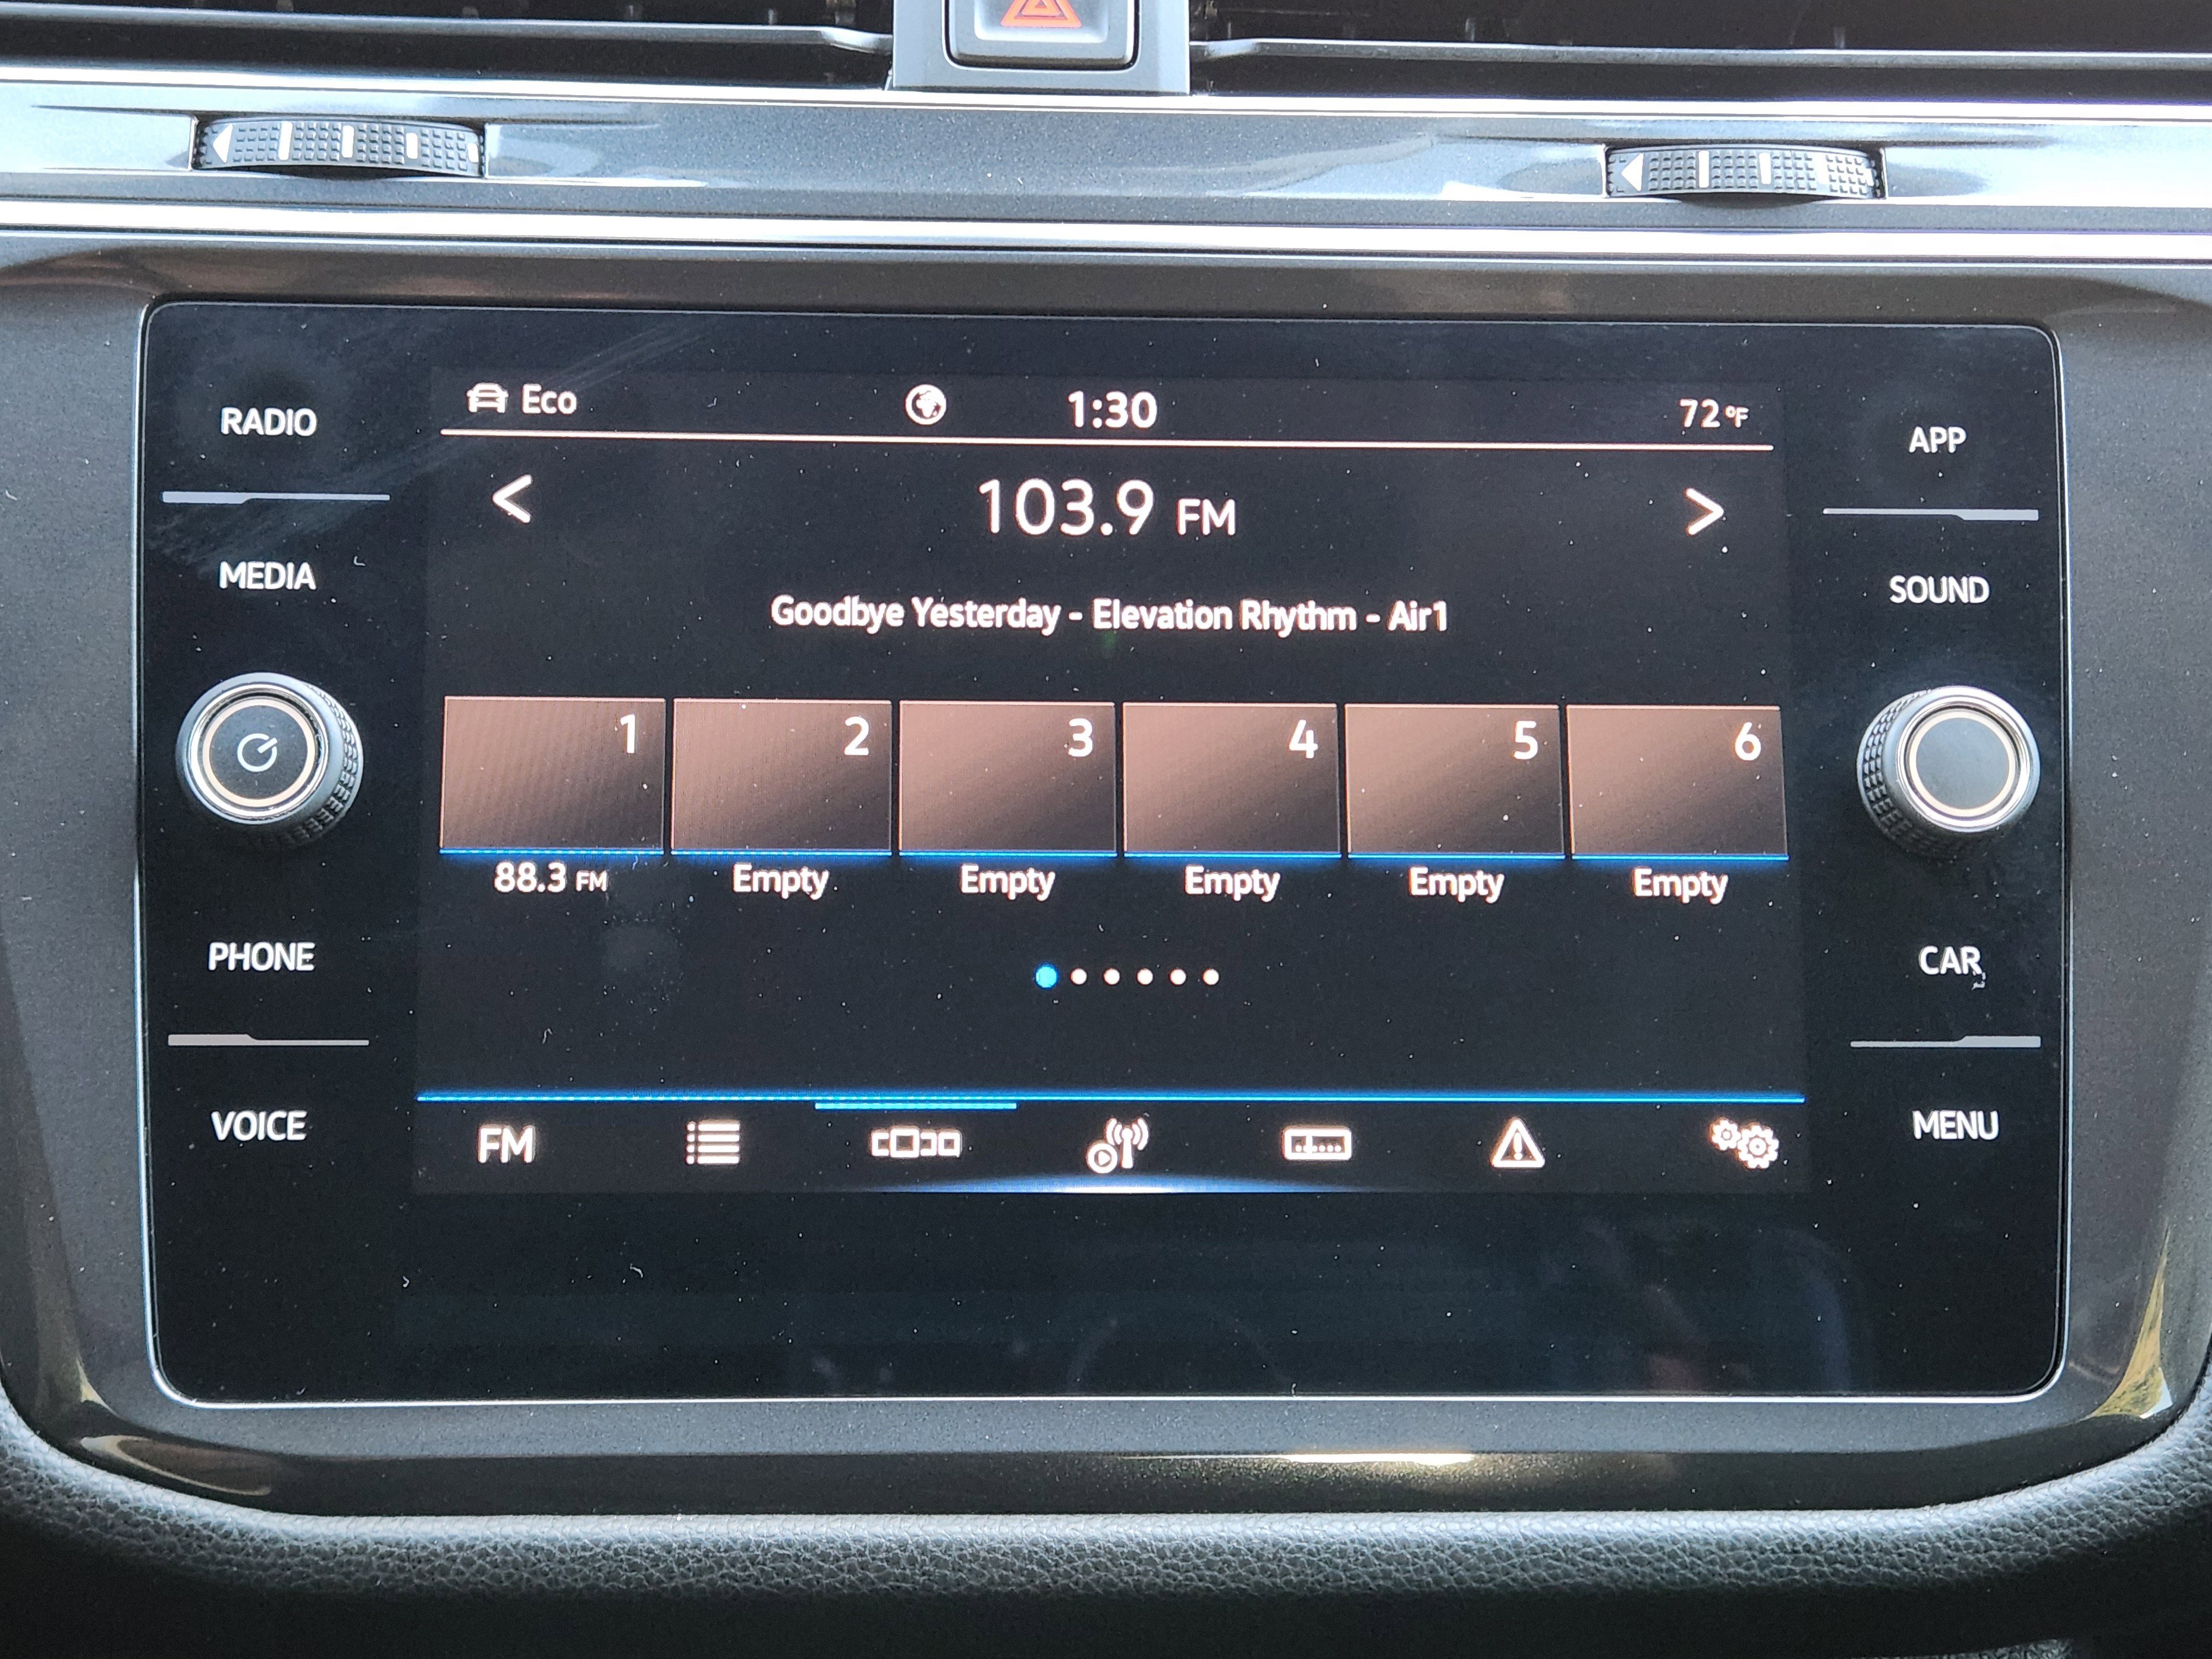 Eco 1:30 72°F
RADIO
APP
< 103.9 FM >
MEDIA
SOUND
Goodbye Yesterday - Elevation Rhythm - Air1
1 2 3 4 5 6
88.3 FM Empty Empty Empty Empty Empty
PHONE
CAR
VOICE
MENU
FM